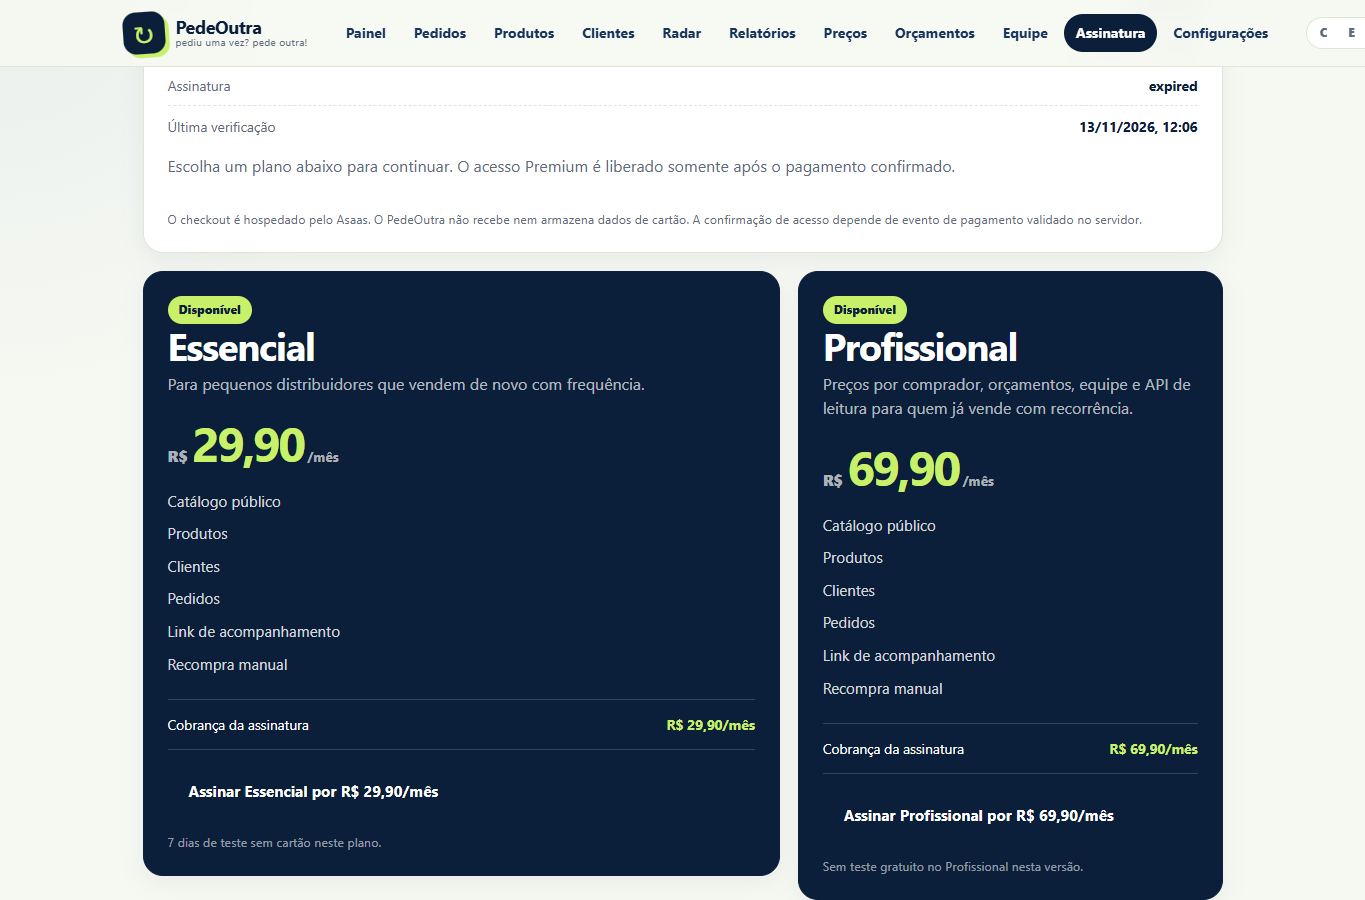 PedeOutra
pediu uma vez? pede outra!
Painel
Pedidos
Produtos
Clientes
Radar
Relatórios
Preços
Orçamentos
Equipe
Assinatura
Configurações
C
E
Assinatura
expired
Última verificação
13/11/2026, 12:06
Escolha um plano abaixo para continuar. O acesso Premium é liberado somente após o pagamento confirmado.
O checkout é hospedado pelo Asaas. O PedeOutra não recebe nem armazena dados de cartão. A confirmação de acesso depende de evento de pagamento validado no servidor.
Disponível
Essencial
Para pequenos distribuidores que vendem de novo com frequência.
R$ 29,90 /mês
Catálogo público
Produtos
Clientes
Pedidos
Link de acompanhamento
Recompra manual
Cobrança da assinatura
R$ 29,90/mês
Assinar Essencial por R$ 29,90/mês
7 dias de teste sem cartão neste plano.
Disponível
Profissional
Preços por comprador, orçamentos, equipe e API de
leitura para quem já vende com recorrência.
R$ 69,90 /mês
Catálogo público
Produtos
Clientes
Pedidos
Link de acompanhamento
Recompra manual
Cobrança da assinatura
R$ 69,90/mês
Assinar Profissional por R$ 69,90/mês
Sem teste gratuito no Profissional nesta versão.